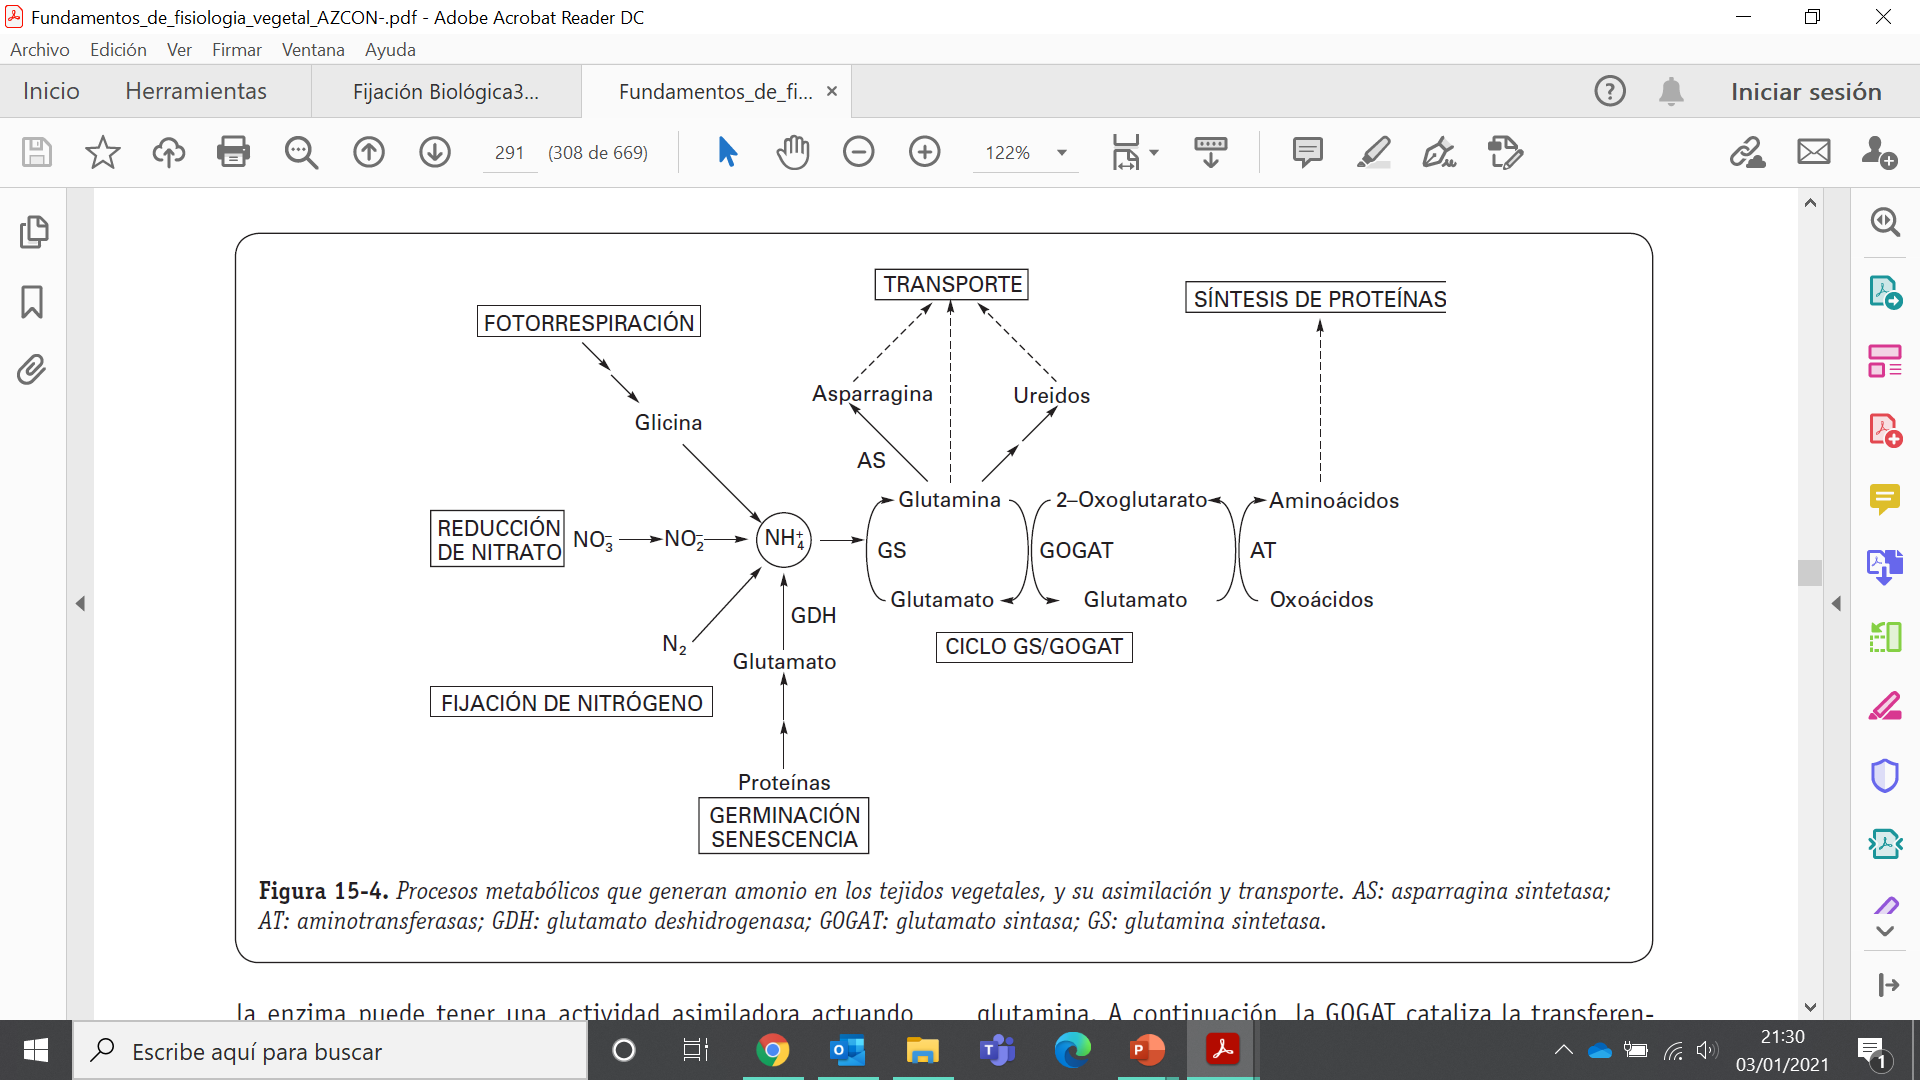 Fundamentos_de_fisiologia_vegetal_AZCON-.pdf - Adobe Acrobat Reader DC
Archivo Edición Ver Firmar Ventana Ayuda
Inicio Herramientas Fijación Biológica3... Fundamentos_de_fi... × Iniciar sesión
291 (308 de 669) 122%
TRANSPORTE
SÍNTESIS DE PROTEÍNAS
FOTORRESPIRACIÓN
Asparragina Ureidos
Glicina
AS
Glutamina 2–Oxoglutarato Aminoácidos
REDUCCIÓN
DE NITRATO
NO₃⁻ NO₂⁻ NH₄⁺
GS GOGAT AT
Glutamato Glutamato Oxoácidos
GDH
N₂
Glutamato
CICLO GS/GOGAT
FIJACIÓN DE NITRÓGENO
Proteínas
GERMINACIÓN
SENESCENCIA
Figura 15-4. Procesos metabólicos que generan amonio en los tejidos vegetales, y su asimilación y transporte. AS: asparragina sintetasa;
AT: aminotransferasas; GDH: glutamato deshidrogenasa; GOGAT: glutamato sintasa; GS: glutamina sintetasa.
la enzima puede tener una actividad asimiladora actuando
glutamina. A continuación, la GOGAT cataliza la transferen-
Escribe aquí para buscar
21:30
03/01/2021
1